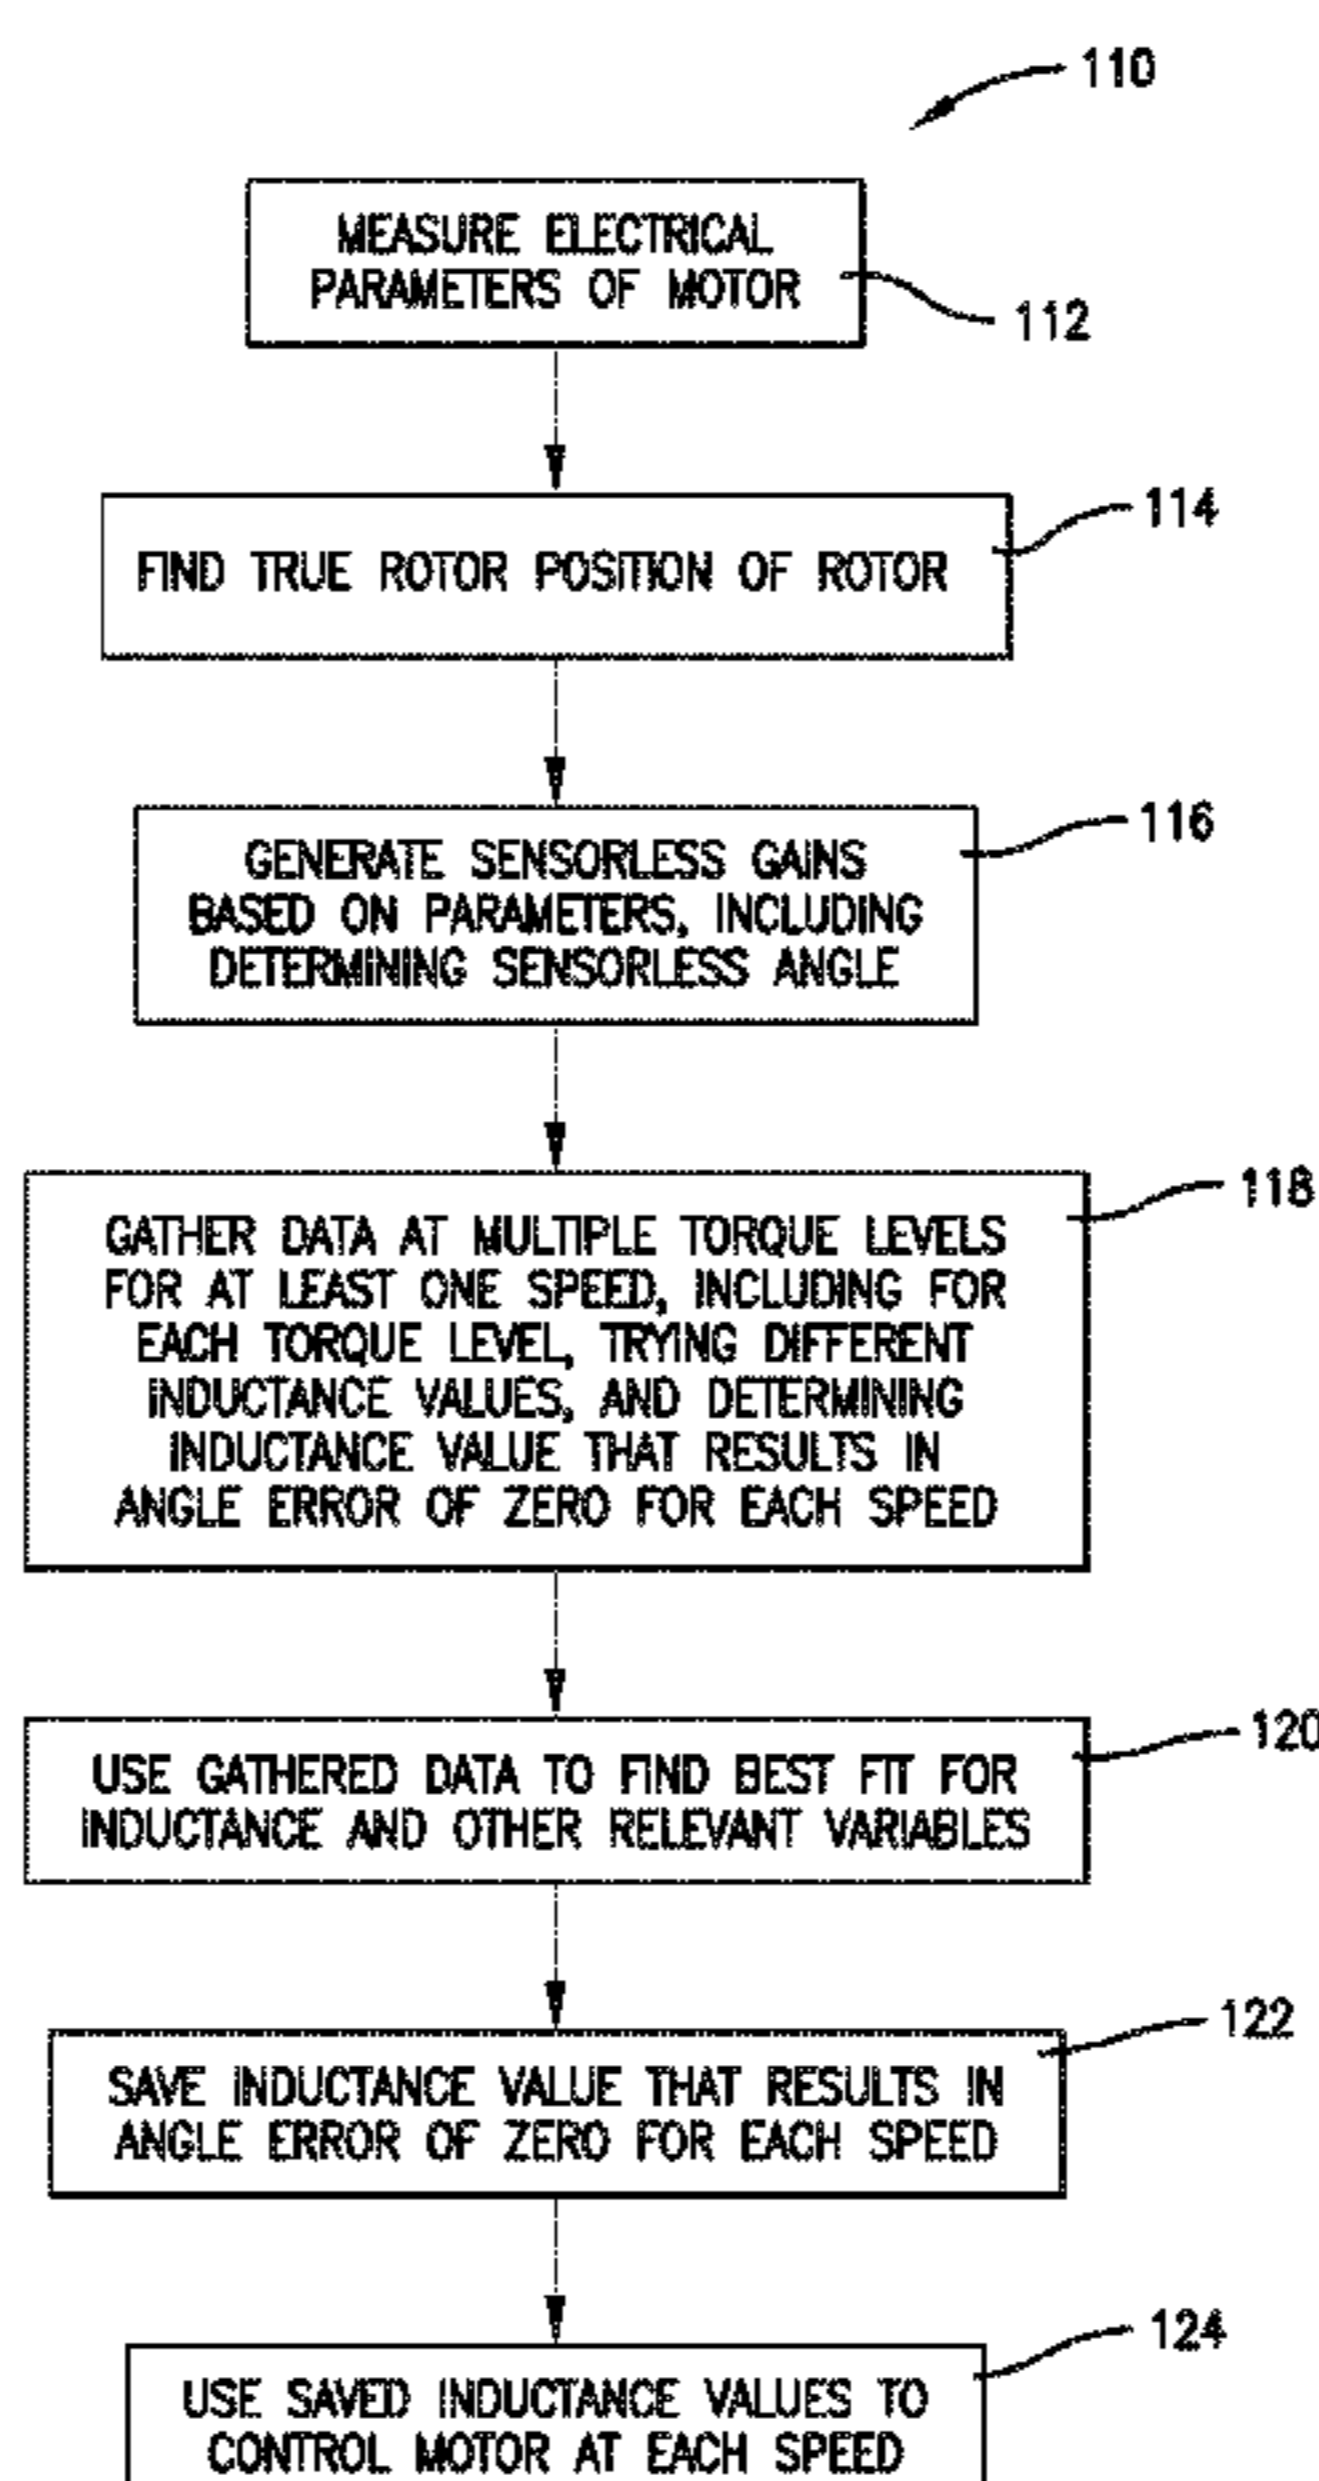 110
MEASURE ELECTRICAL
PARAMETERS OF MOTOR
112
FIND TRUE ROTOR POSITION OF ROTOR
114
GENERATE SENSORLESS GAINS
BASED ON PARAMETERS, INCLUDING
DETERMINING SENSORLESS ANGLE
116
GATHER DATA AT MULTIPLE TORQUE LEVELS
FOR AT LEAST ONE SPEED, INCLUDING FOR
EACH TORQUE LEVEL, TRYING DIFFERENT
INDUCTANCE VALUES, AND DETERMINING
INDUCTANCE VALUE THAT RESULTS IN
ANGLE ERROR OF ZERO FOR EACH SPEED
118
USE GATHERED DATA TO FIND BEST FIT FOR
INDUCTANCE AND OTHER RELEVANT VARIABLES
120
SAVE INDUCTANCE VALUE THAT RESULTS IN
ANGLE ERROR OF ZERO FOR EACH SPEED
122
USE SAVED INDUCTANCE VALUES TO
CONTROL MOTOR AT EACH SPEED
124